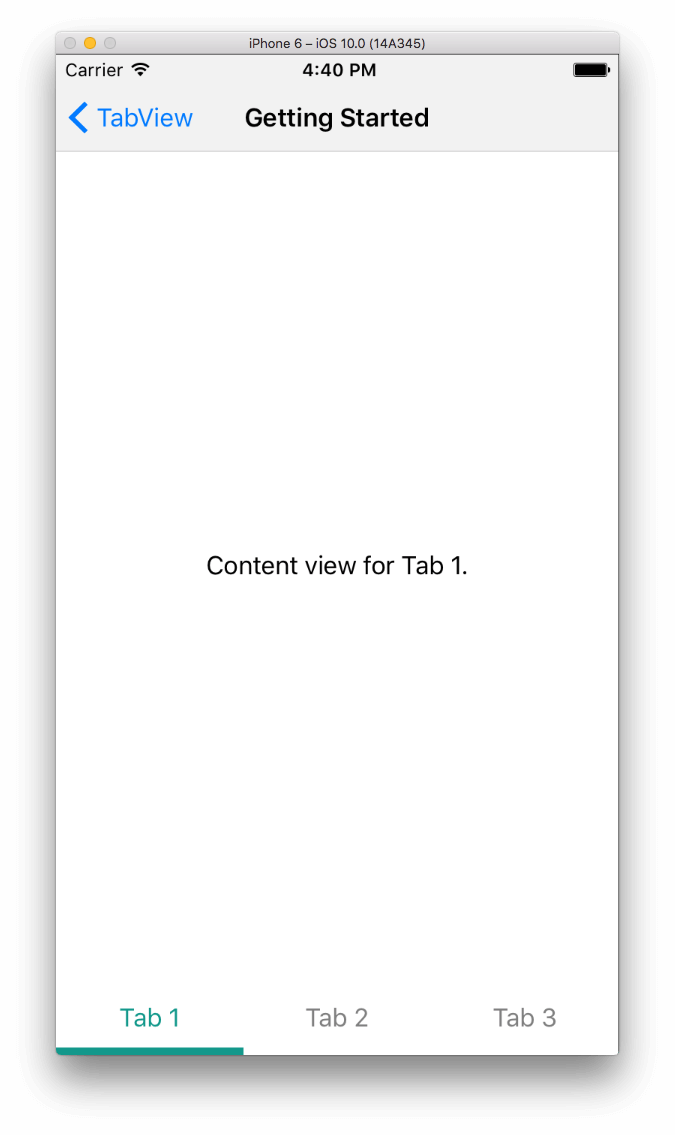 iPhone 6 – iOS 10.0 (14A345)
Carrier 4:40 PM
TabView Getting Started
Content view for Tab 1.
Tab 1 Tab 2 Tab 3